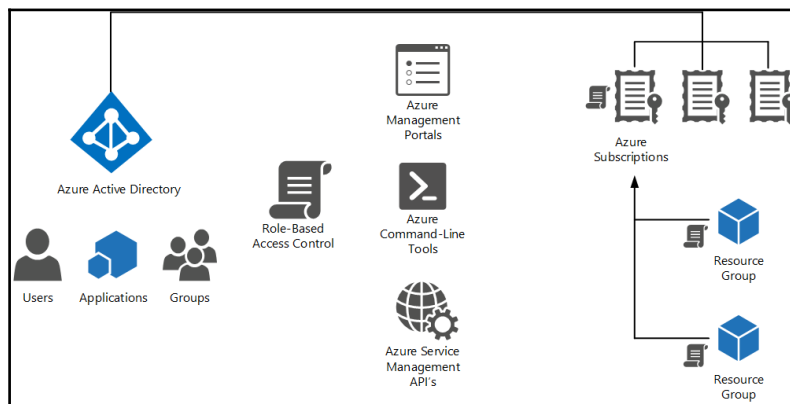 Azure
Management
Portals
Azure
Subscriptions
Azure Active Directory
Role-Based
Access Control
Azure
Command-Line
Tools
Users
Applications
Groups
Resource
Group
Azure Service
Management
API's
Resource
Group